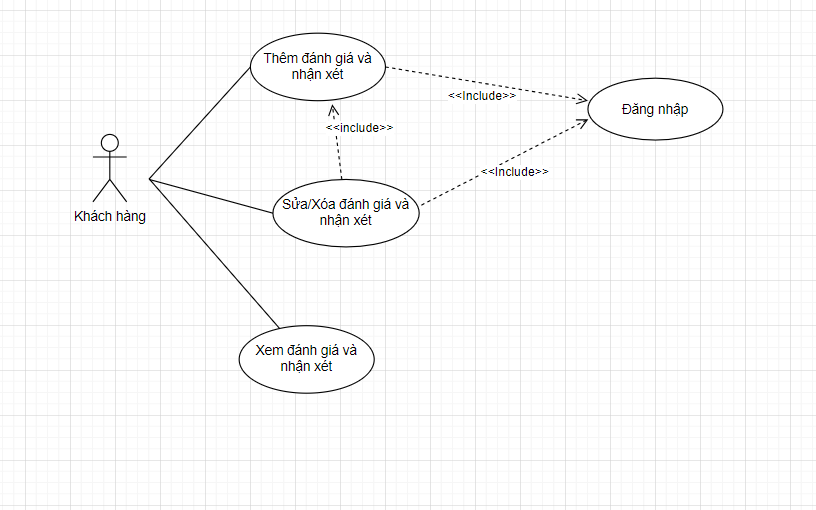 Thêm đánh giá và
nhận xét
<<Include>>
Đăng nhập
<<include>>
<<Include>>
Khách hàng
Sửa/Xóa đánh giá và
nhận xét
Xem đánh giá và
nhận xét